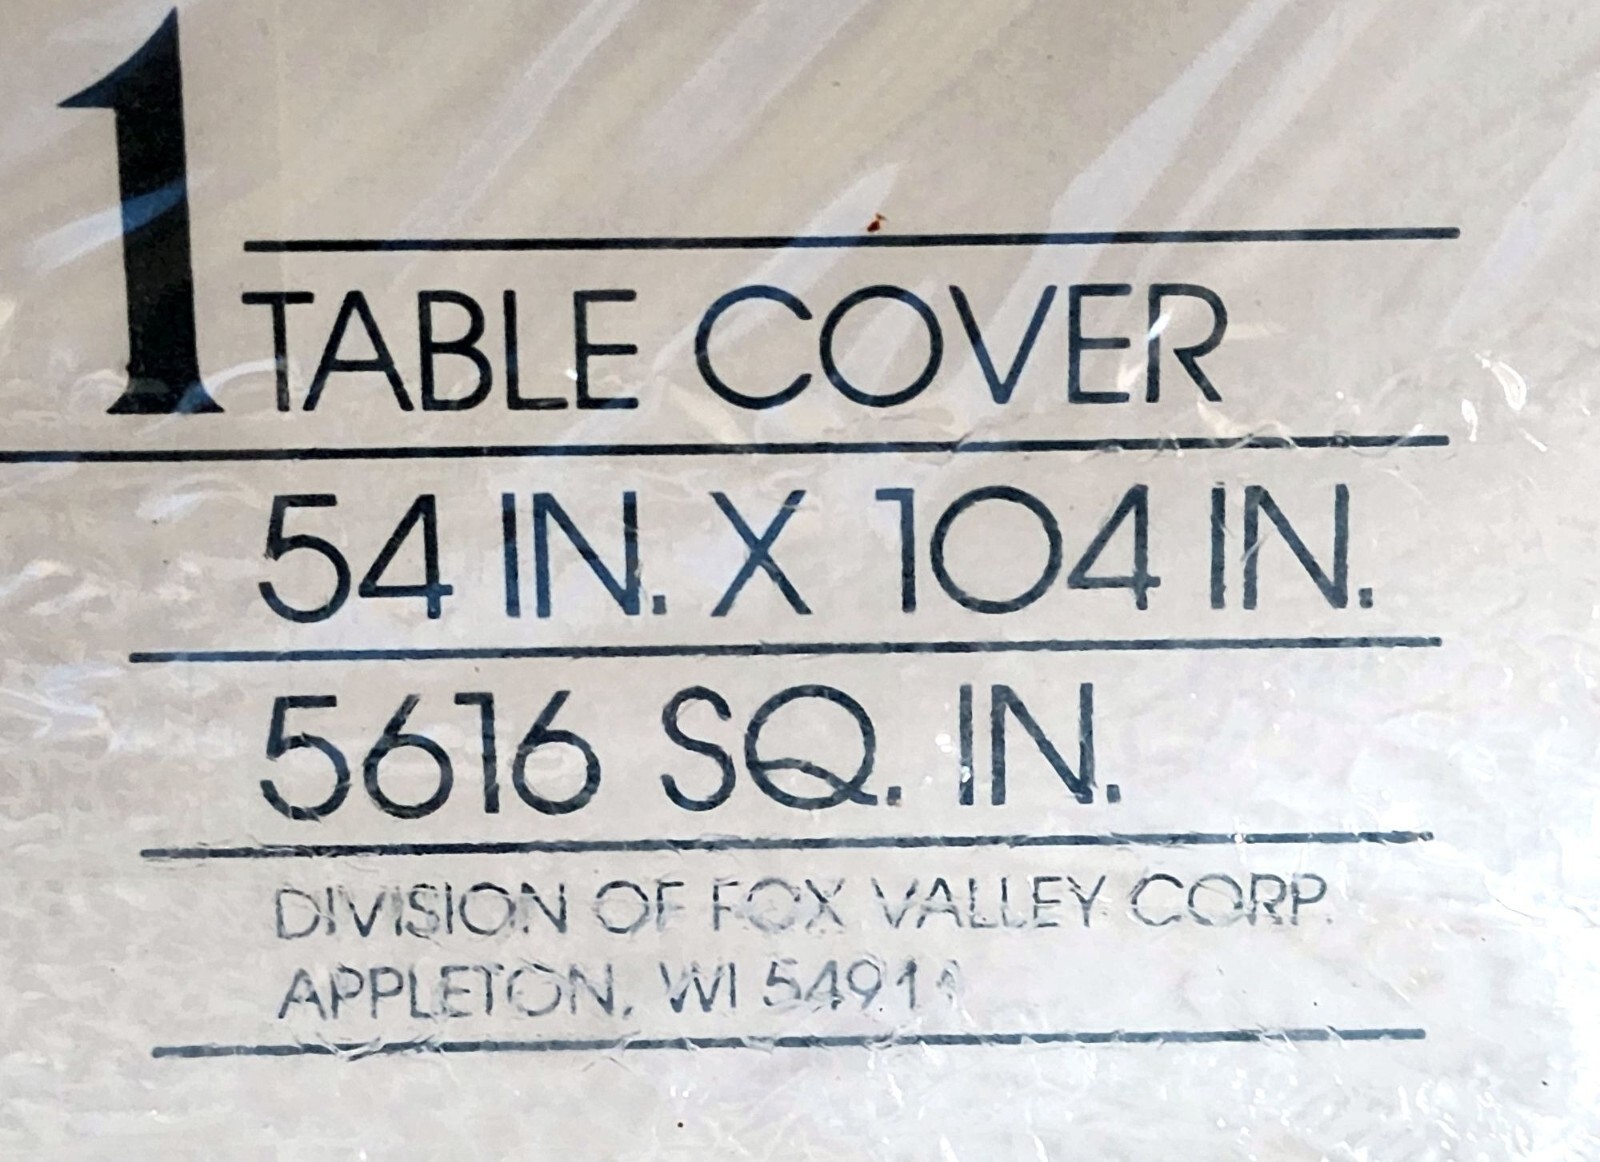 1 TABLE COVER
54 IN. X 104 IN.
5616 SQ. IN.
DIVISION OF FOX VALLEY CORP.
APPLETON, WI 54911